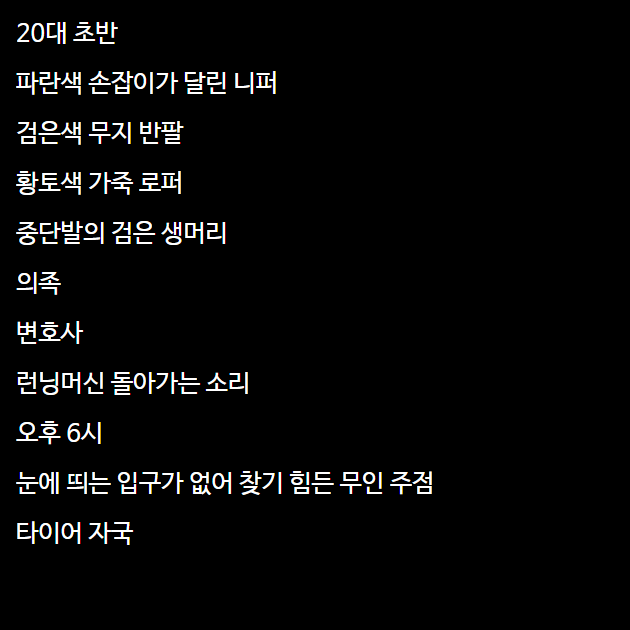 20대 초반
파란색 손잡이가 달린 니퍼
검은색 무지 반팔
황토색 가죽 로퍼
중단발의 검은 생머리
의족
변호사
런닝머신 돌아가는 소리
오후 6시
눈에 띄는 입구가 없어 찾기 힘든 무인 주점
타이어 자국